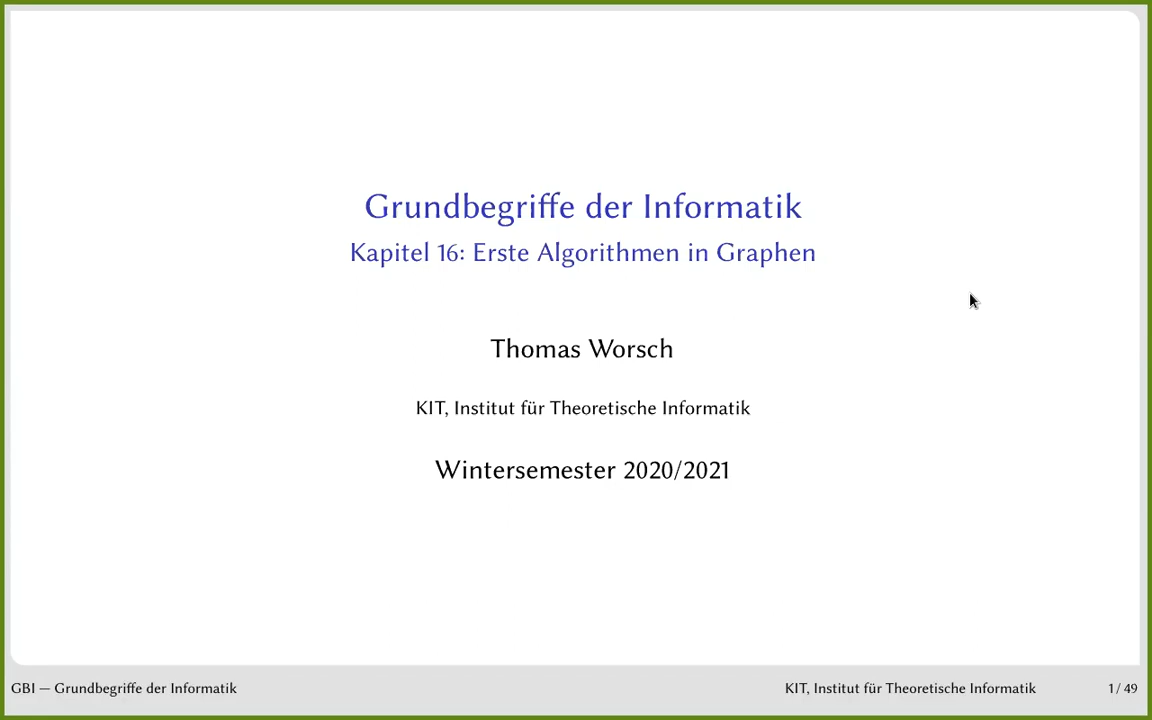 Grundbegriffe der Informatik
Kapitel 16: Erste Algorithmen in Graphen
Thomas Worsch
KIT, Institut für Theoretische Informatik
Wintersemester 2020/2021
GBI — Grundbegriffe der Informatik
KIT, Institut für Theoretische Informatik
1 / 49